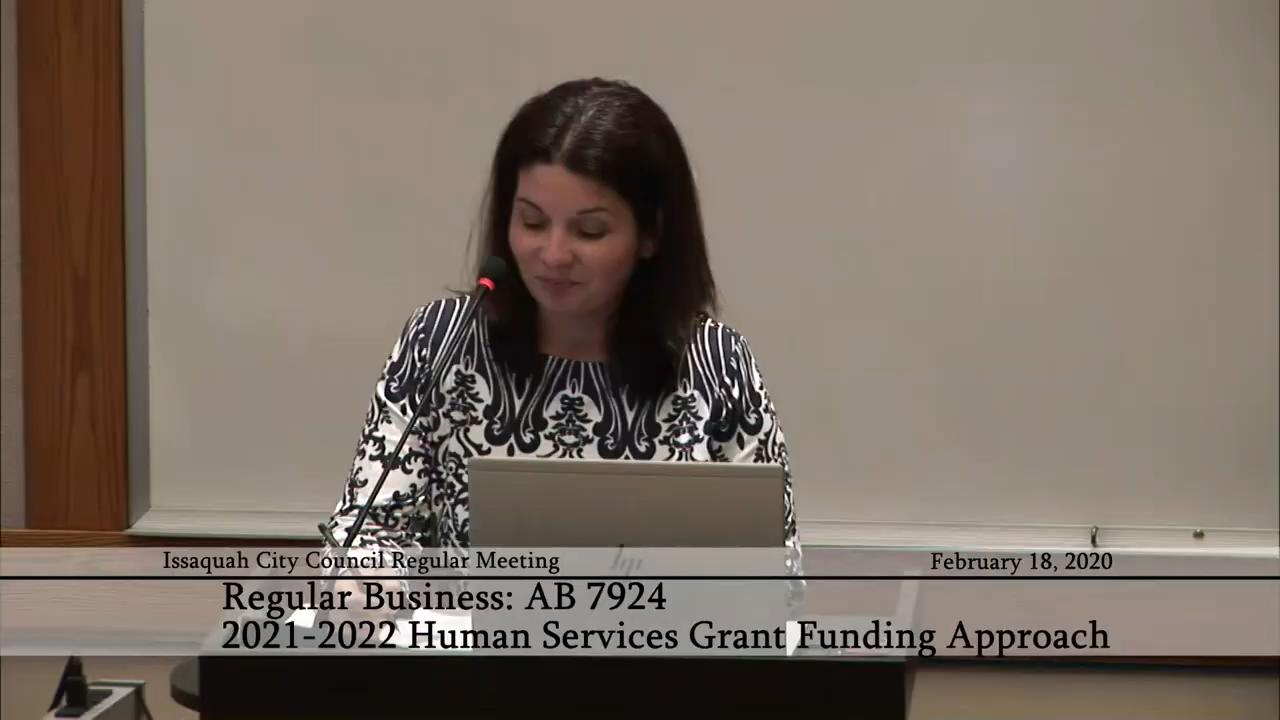 Issaquah City Council Regular Meeting
February 18, 2020
Regular Business: AB 7924
2021-2022 Human Services Grant Funding Approach
hp